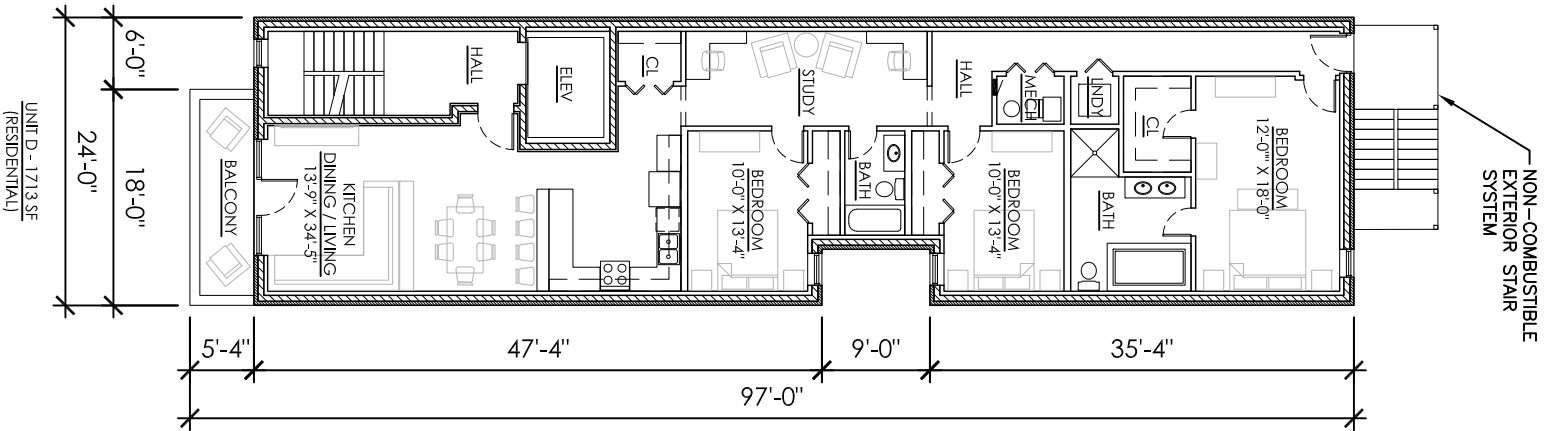 6'-0"
24'-0"
18'-0"
UNIT D - 1713 SF
(RESIDENTIAL)
HALL
ELEV
CL
STUDY
HALL
MECH
LNDY
CL
BEDROOM
12'-0"" X 18'-0"
BALCONY
KITCHEN
DINING / LIVING
13'-9" X 34'-5"
BEDROOM
10'-0" X 13'-4"
BATH
BEDROOM
10'-0" X 13'-4"
BATH
NON-COMBUSTIBLE
EXTERIOR STAIR
SYSTEM
5'-4"
47'-4"
9'-0"
35'-4"
97'-0"